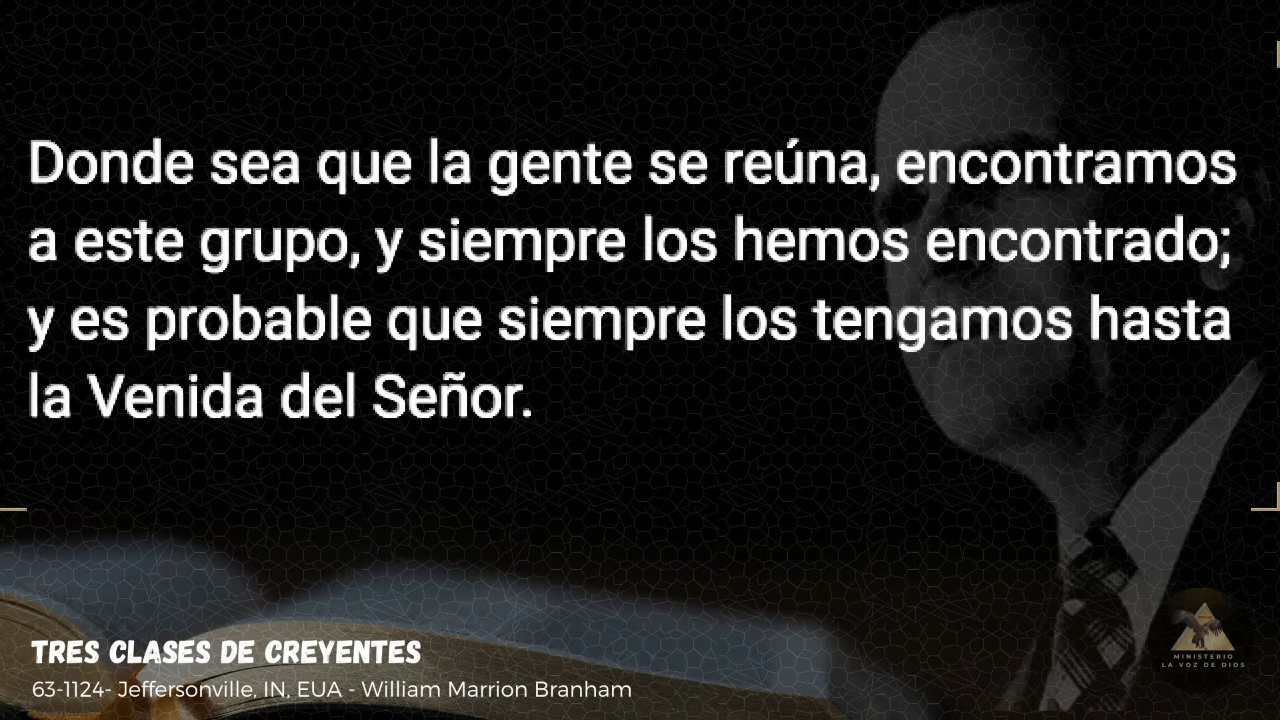 Donde sea que la gente se reúna, encontramos
a este grupo, y siempre los hemos encontrado;
y es probable que siempre los tengamos hasta
la Venida del Señor.
TRES CLASES DE CREYENTES
63-1124- Jeffersonville, IN, EUA - William Marrion Branham
MINISTERIO
LA VOZ DE DIOS